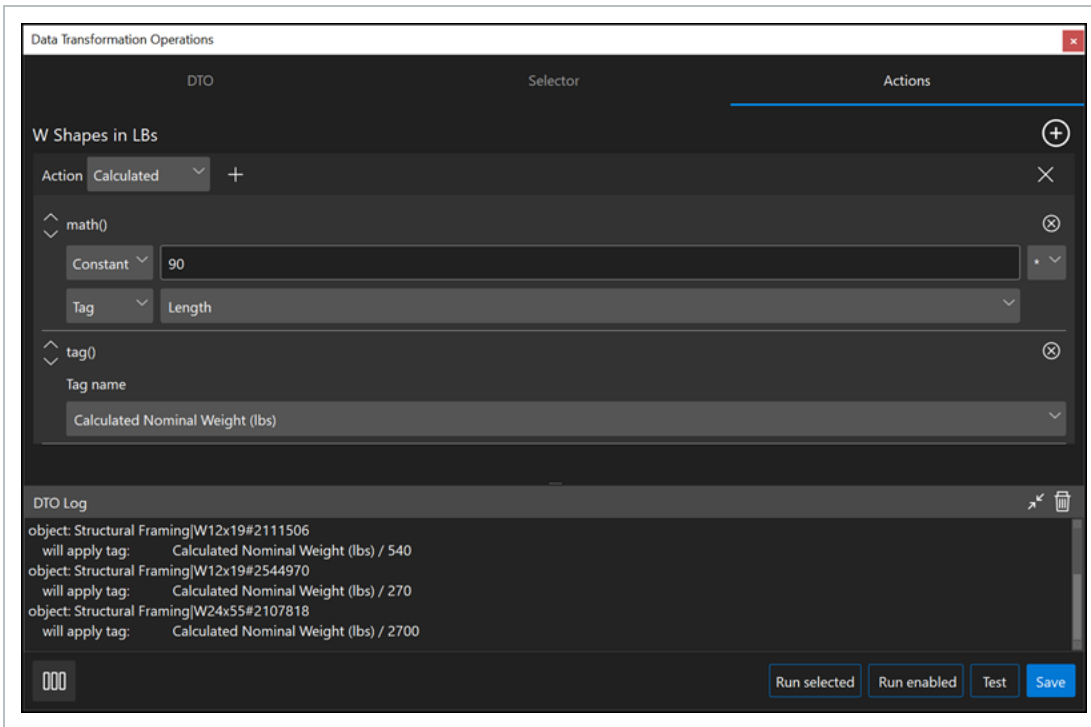 Data Transformation Operations
DTO Selector Actions
W Shapes in LBs
Action Calculated
math()
Constant 90 *
Tag Length
tag()
Tag name
Calculated Nominal Weight (lbs)
DTO Log
object: Structural Framing|W12x19#2111506
will apply tag: Calculated Nominal Weight (lbs) / 540
object: Structural Framing|W12x19#2544970
will apply tag: Calculated Nominal Weight (lbs) / 270
object: Structural Framing|W24x55#2107818
will apply tag: Calculated Nominal Weight (lbs) / 2700
Run selected Run enabled Test Save